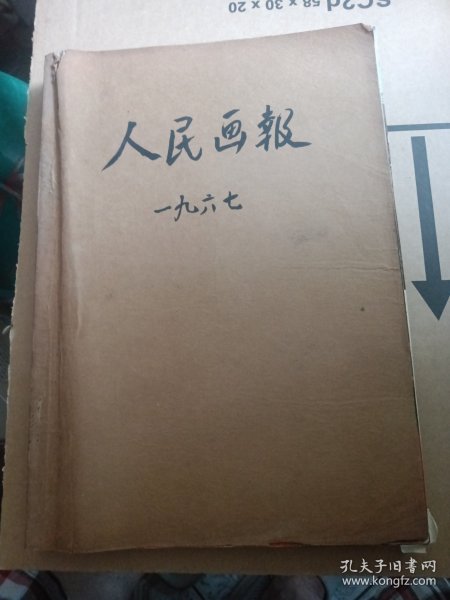 SC2d 58 x 30 x 20
人民画報
一九六七
孔夫子旧书网
www.kongfz.com